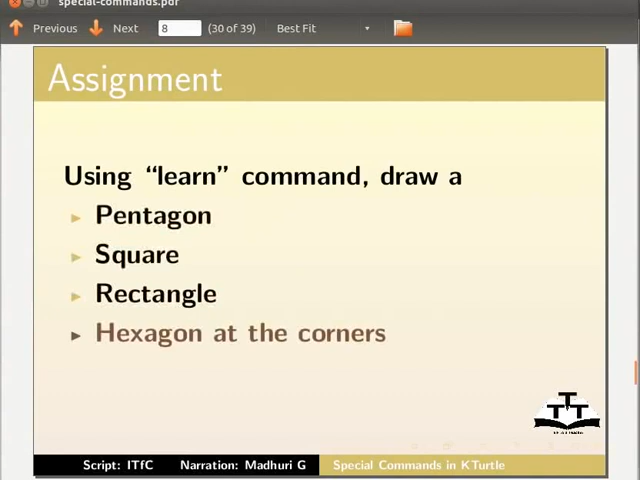 special-commands.pdf
Previous Next 8 (30 of 39) Best Fit
Assignment
Using “learn” command, draw a
Pentagon
Square
Rectangle
Hexagon at the corners
TTT
Script: ITfC Narration: Madhuri G Special Commands in KTurtle